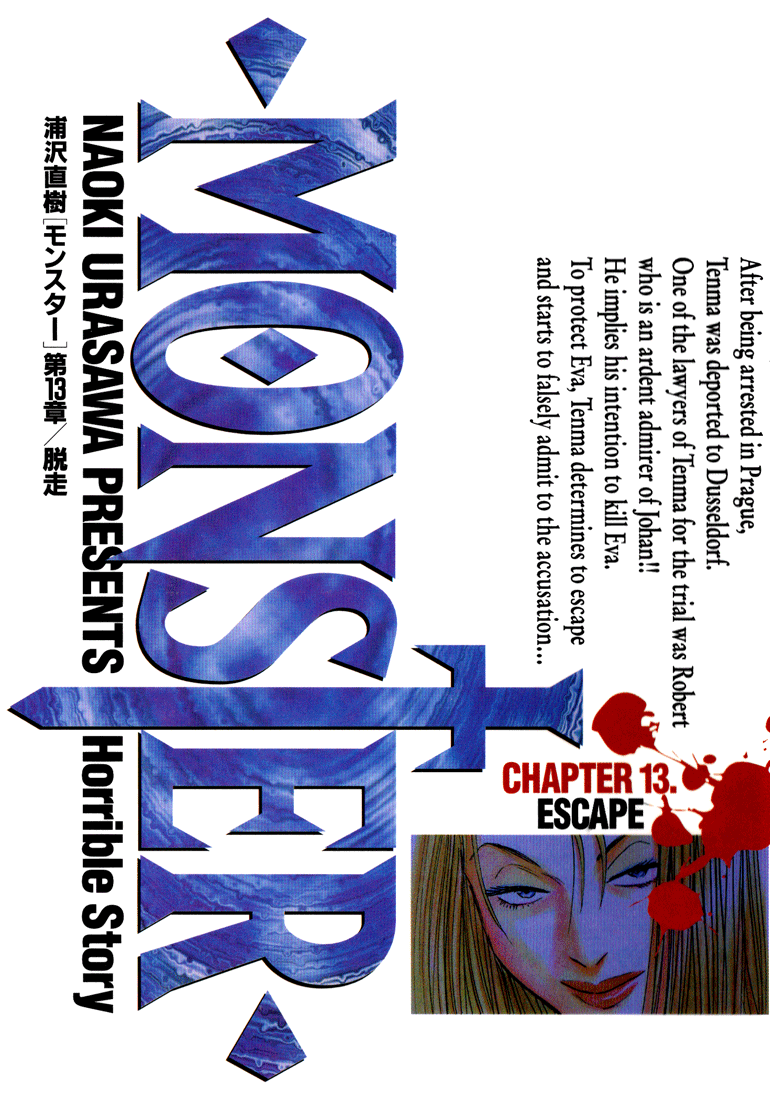 After being arrested in Prague,
Tenma was deported to Dusseldorf.
One of the lawyers of Tenma for the trial was Robert
who is an ardent admirer of Johan!!
He implies his intention to kill Eva.
To protect Eva, Tenma determines to escape
and starts to falsely admit to the accusation...
CHAPTER 13.
ESCAPE
MONSTER
NAOKI URASAWA PRESENTS Horrible Story
浦沢直樹[モンスター]第13章／脱走